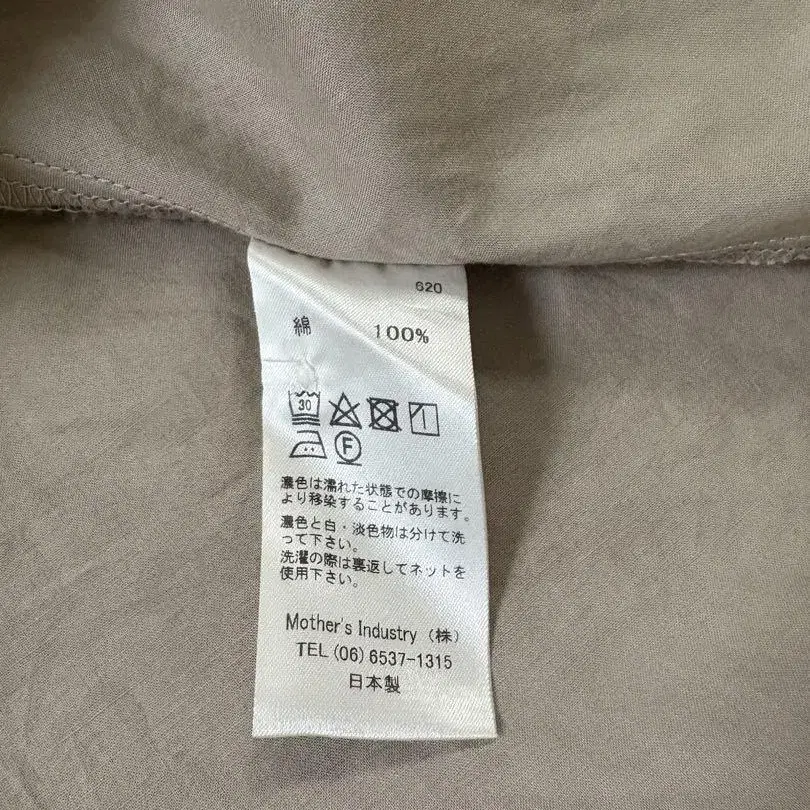 620
綿 100%
30
F
濃色は濡れた状態での摩擦に
より移染することがあります。
濃色と白・淡色物は分けて洗
って下さい。
洗濯の際は裏返してネットを
使用下さい。
Mother's Industry（株）
TEL(06)6537-1315
日本製